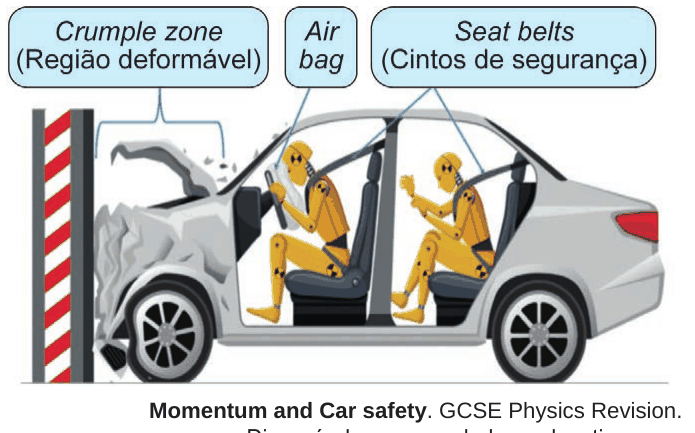 Crumple zone
(Região deformável)
Air
bag
Seat belts
(Cintos de segurança)
Momentum and Car safety. GCSE Physics Revision.